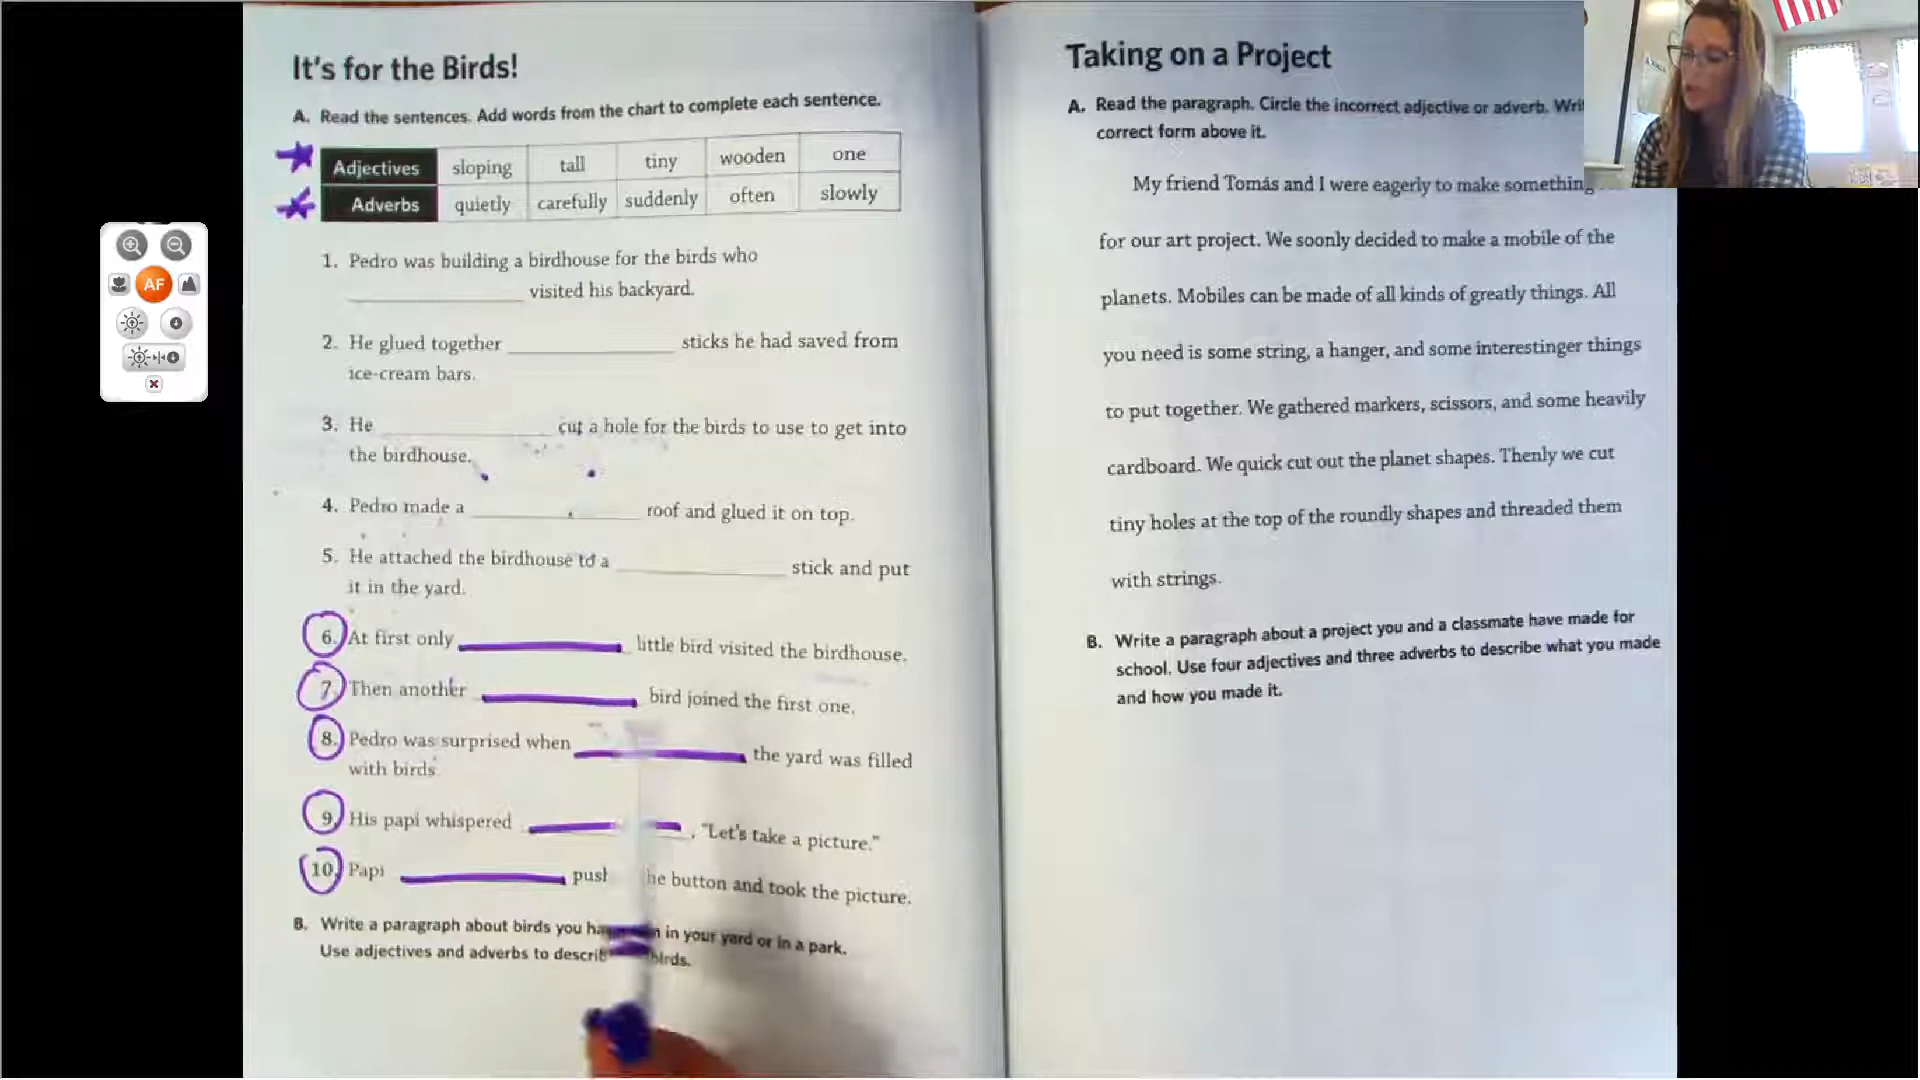 It's for the Birds!
A. Read the sentences. Add words from the chart to complete each sentence.
Adjectives sloping tall tiny wooden one
Adverbs quietly carefully suddenly often slowly
1. Pedro was building a birdhouse for the birds who
visited his backyard.
2. He glued together sticks he had saved from
ice-cream bars.
3. He cut a hole for the birds to use to get into
the birdhouse.
4. Pedro made a roof and glued it on top.
5. He attached the birdhouse to a stick and put
it in the yard.
6. At first only little bird visited the birdhouse.
7. Then another bird joined the first one.
8. Pedro was surprised when the yard was filled
with birds.
9. His papi whispered , "Let's take a picture."
10. Papi the button and took the picture.
B. Write a paragraph about birds you in your yard or in a park.
Use adjectives and adverbs to birds.
Taking on a Project
A. Read the paragraph. Circle the incorrect adjective or adverb.
correct form above it.
My friend Tomás and I were eagerly to make something
for our art project. We soonly decided to make a mobile of the
planets. Mobiles can be made of all kinds of greatly things. All
you need is some string, a hanger, and some interestinger things
to put together. We gathered markers, scissors, and some heavily
cardboard. We quick cut out the planet shapes. Thenly we cut
tiny holes at the top of the roundly shapes and threaded them
with strings.
B. Write a paragraph about a project you and a classmate have made for
school. Use four adjectives and three adverbs to describe what you made
and how you made it.
AF